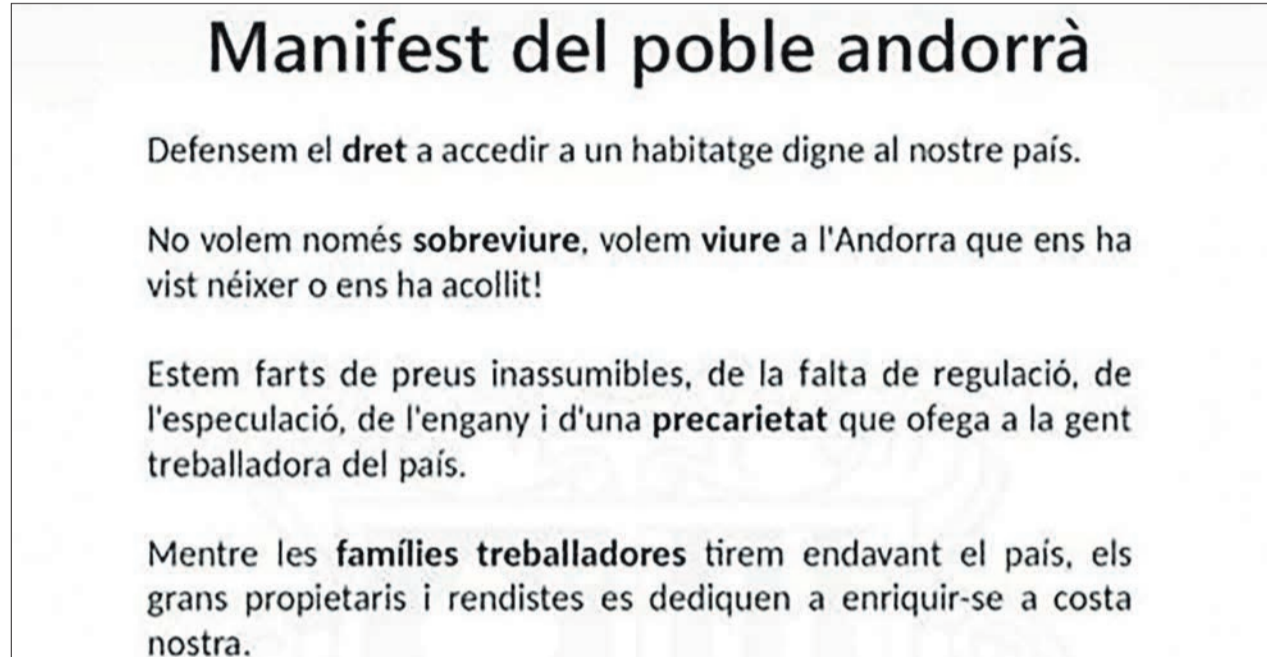 Manifest del poble andorrà
Defensem el dret a accedir a un habitatge digne al nostre país.
No volem només sobreviure, volem viure a l'Andorra que ens ha
vist néixer o ens ha acollit!
Estem farts de preus inassumibles, de la falta de regulació, de
l'especulació, de l'engany i d'una precarietat que ofega a la gent
treballadora del país.
Mentre les famílies treballadores tirem endavant el país, els
grans propietaris i rendistes es dediquen a enriquir-se a costa
nostra.